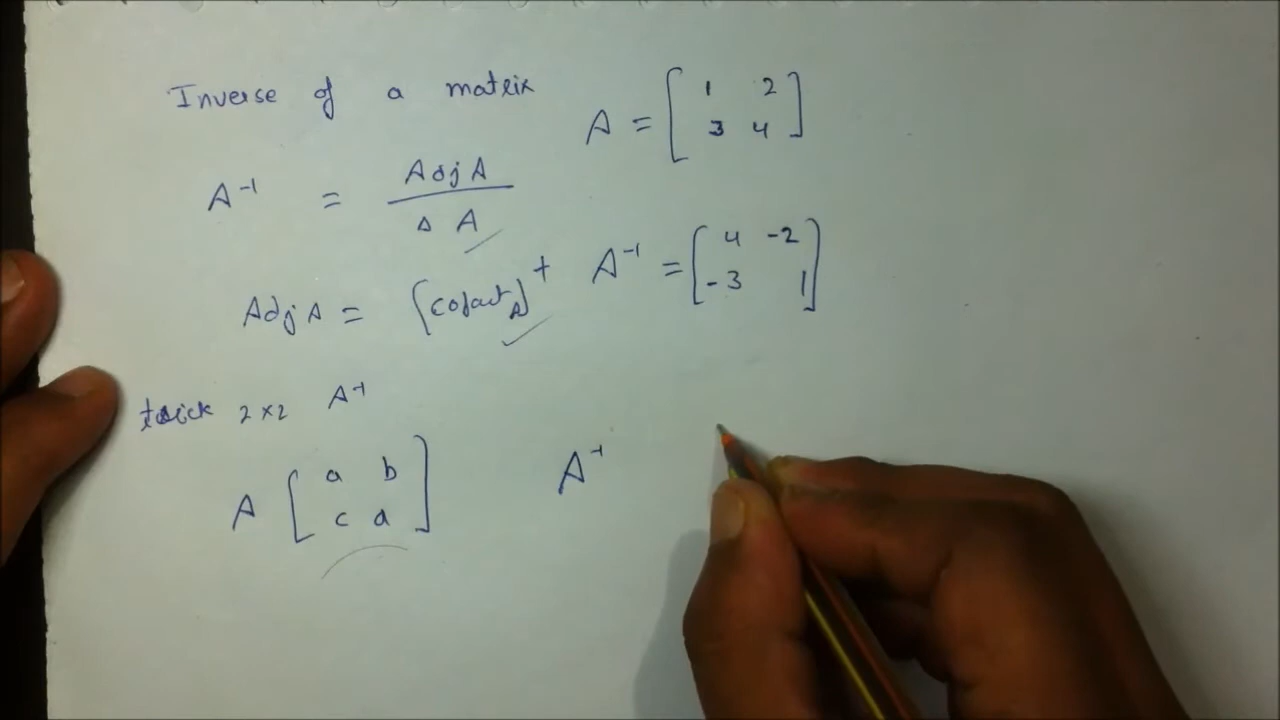 Inverse of a matrix
A = [ 1 2
3 4 ]
A⁻¹ = Adj A
Δ A
Adj A = [cofact A]ᵗ
A⁻¹ = [ 4 -2
-3 1 ]
trick 2×2 A⁻¹
A [ a b
c d ]
A⁻¹